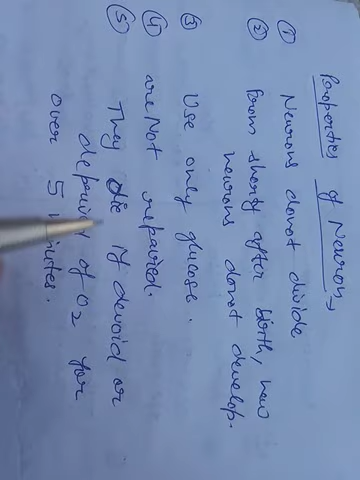 Properties of Neuron
① Neurons donot divide
② From shortly after birth, new
neurons donot develop.
③ Use only glucose.
④ are Not repaired.
⑤ They die if devoid or
deprived of O2 for
over 5 minutes.